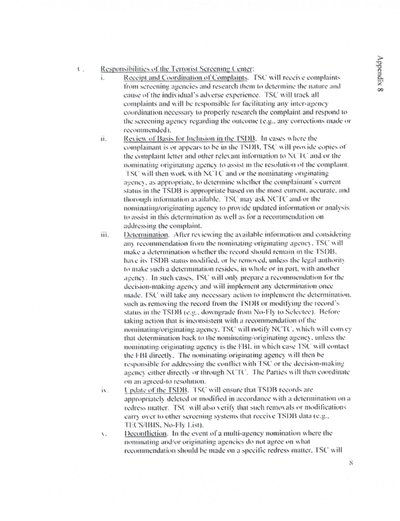 Appendix 8
Responsibilities of the Terrorist Screening Center:
i. Receipt and Coordination of Complaints. TSC will receive complaints
from screening agencies and research them to determine the nature and
cause of the individual's adverse experience. TSC will track all
complaints and will be responsible for facilitating any inter-agency
coordination necessary to properly research the complaint and respond to
the screening agency regarding the outcome (e.g., any corrections made or
recommended).
ii. Review of Basis for Inclusion in the TSDB. In cases where the
complainant is or appears to be in the TSDB, TSC will provide copies of
the complaint letter and other relevant information to NCTC and/or the
nominating/originating agency to assist in the resolution of the complaint.
TSC will then work with NCTC and/or the nominating/originating
agency, as appropriate, to determine whether the complainant's current
status in the TSDB is appropriate based on the most current, accurate, and
thorough information available. TSC may ask NCTC and/or the
nominating/originating agency to provide updated information or analysis
to assist in this determination as well as for a recommendation on
addressing the complaint.
iii. Determination. After reviewing the available information and considering
any recommendation from the nominating/originating agency, TSC will
make a determination whether the record should remain in the TSDB,
have its TSDB status modified, or be removed, unless the legal authority
to make such a determination resides, in whole or in part, with another
agency. In such cases, TSC will only prepare a recommendation for the
decision-making agency and will implement any determination once
made. TSC will take any necessary action to implement the determination,
such as removing the record from the TSDB or modifying the record's
status in the TSDB (e.g., downgrade from No-Fly to Selectee). Before
taking action that is inconsistent with a recommendation of the
nominating/originating agency, TSC will notify NCTC, which will convey
that determination back to the nominating/originating agency, unless the
nominating/originating agency is the FBI, in which case TSC will contact
the FBI directly. The nominating/originating agency will then be
responsible for addressing the conflict with TSC or the decision-making
agency either directly or through NCTC. The Parties will then coordinate
on an agreed-to resolution.
iv. Update of the TSDB. TSC will ensure that TSDB records are
appropriately deleted or modified in accordance with a determination on a
redress matter. TSC will also verify that such removals or modifications
carry over to other screening systems that receive TSDB data (e.g.,
TECS/IBIS, No-Fly List).
v. Deconfliction. In the event of a multi-agency nomination where the
nominating and/or originating agencies do not agree on what
recommendation should be made on a specific redress matter, TSC will
8